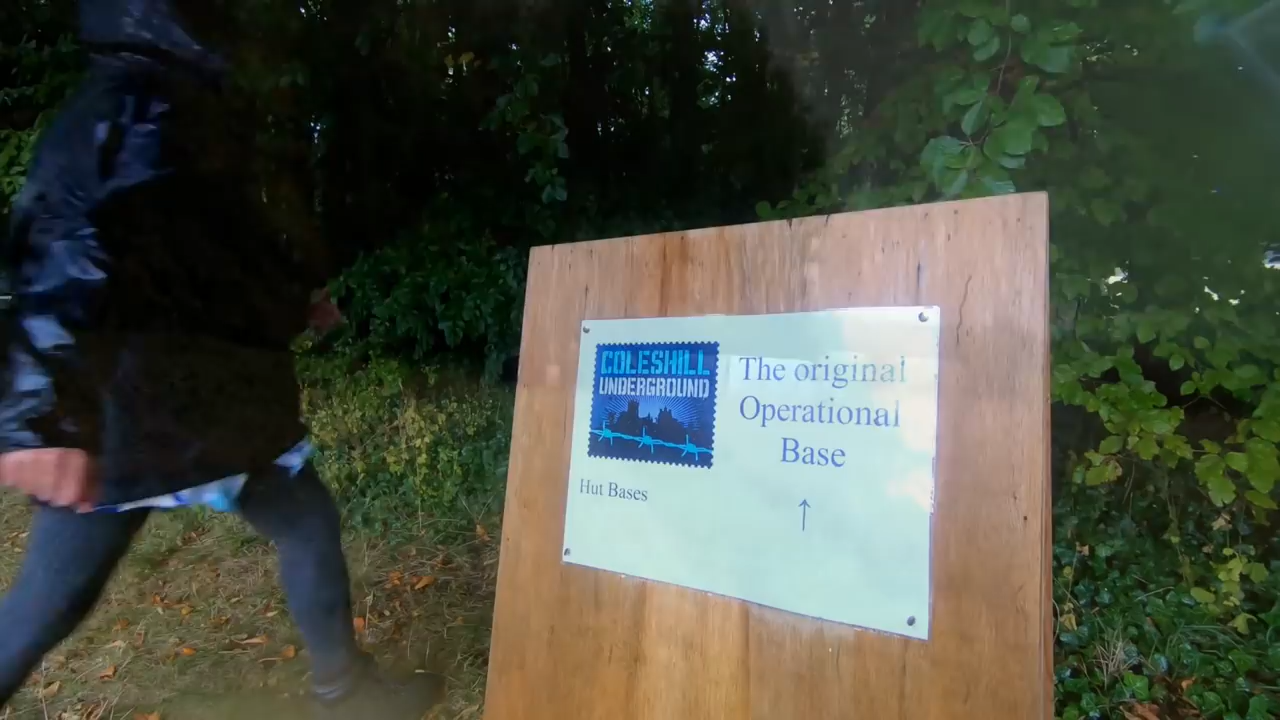 COLESHILL
UNDERGROUND
The original
Operational
Base
Hut Bases
↑